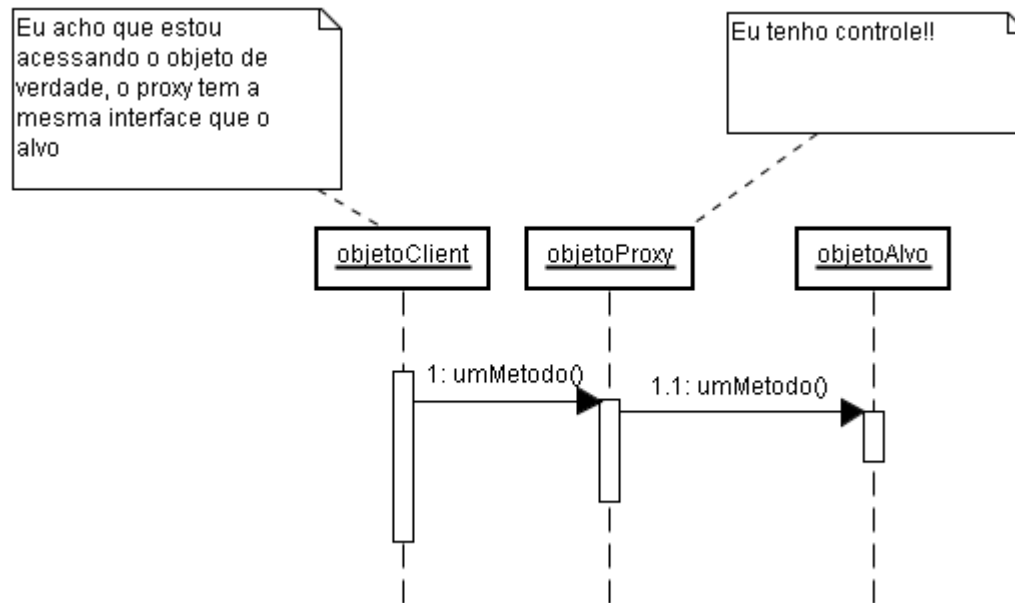 Eu acho que estou
acessando o objeto de
verdade, o proxy tem a
mesma interface que o
alvo
Eu tenho controle!!
objetoClient
objetoProxy
objetoAlvo
1: umMetodo()
1.1: umMetodo()